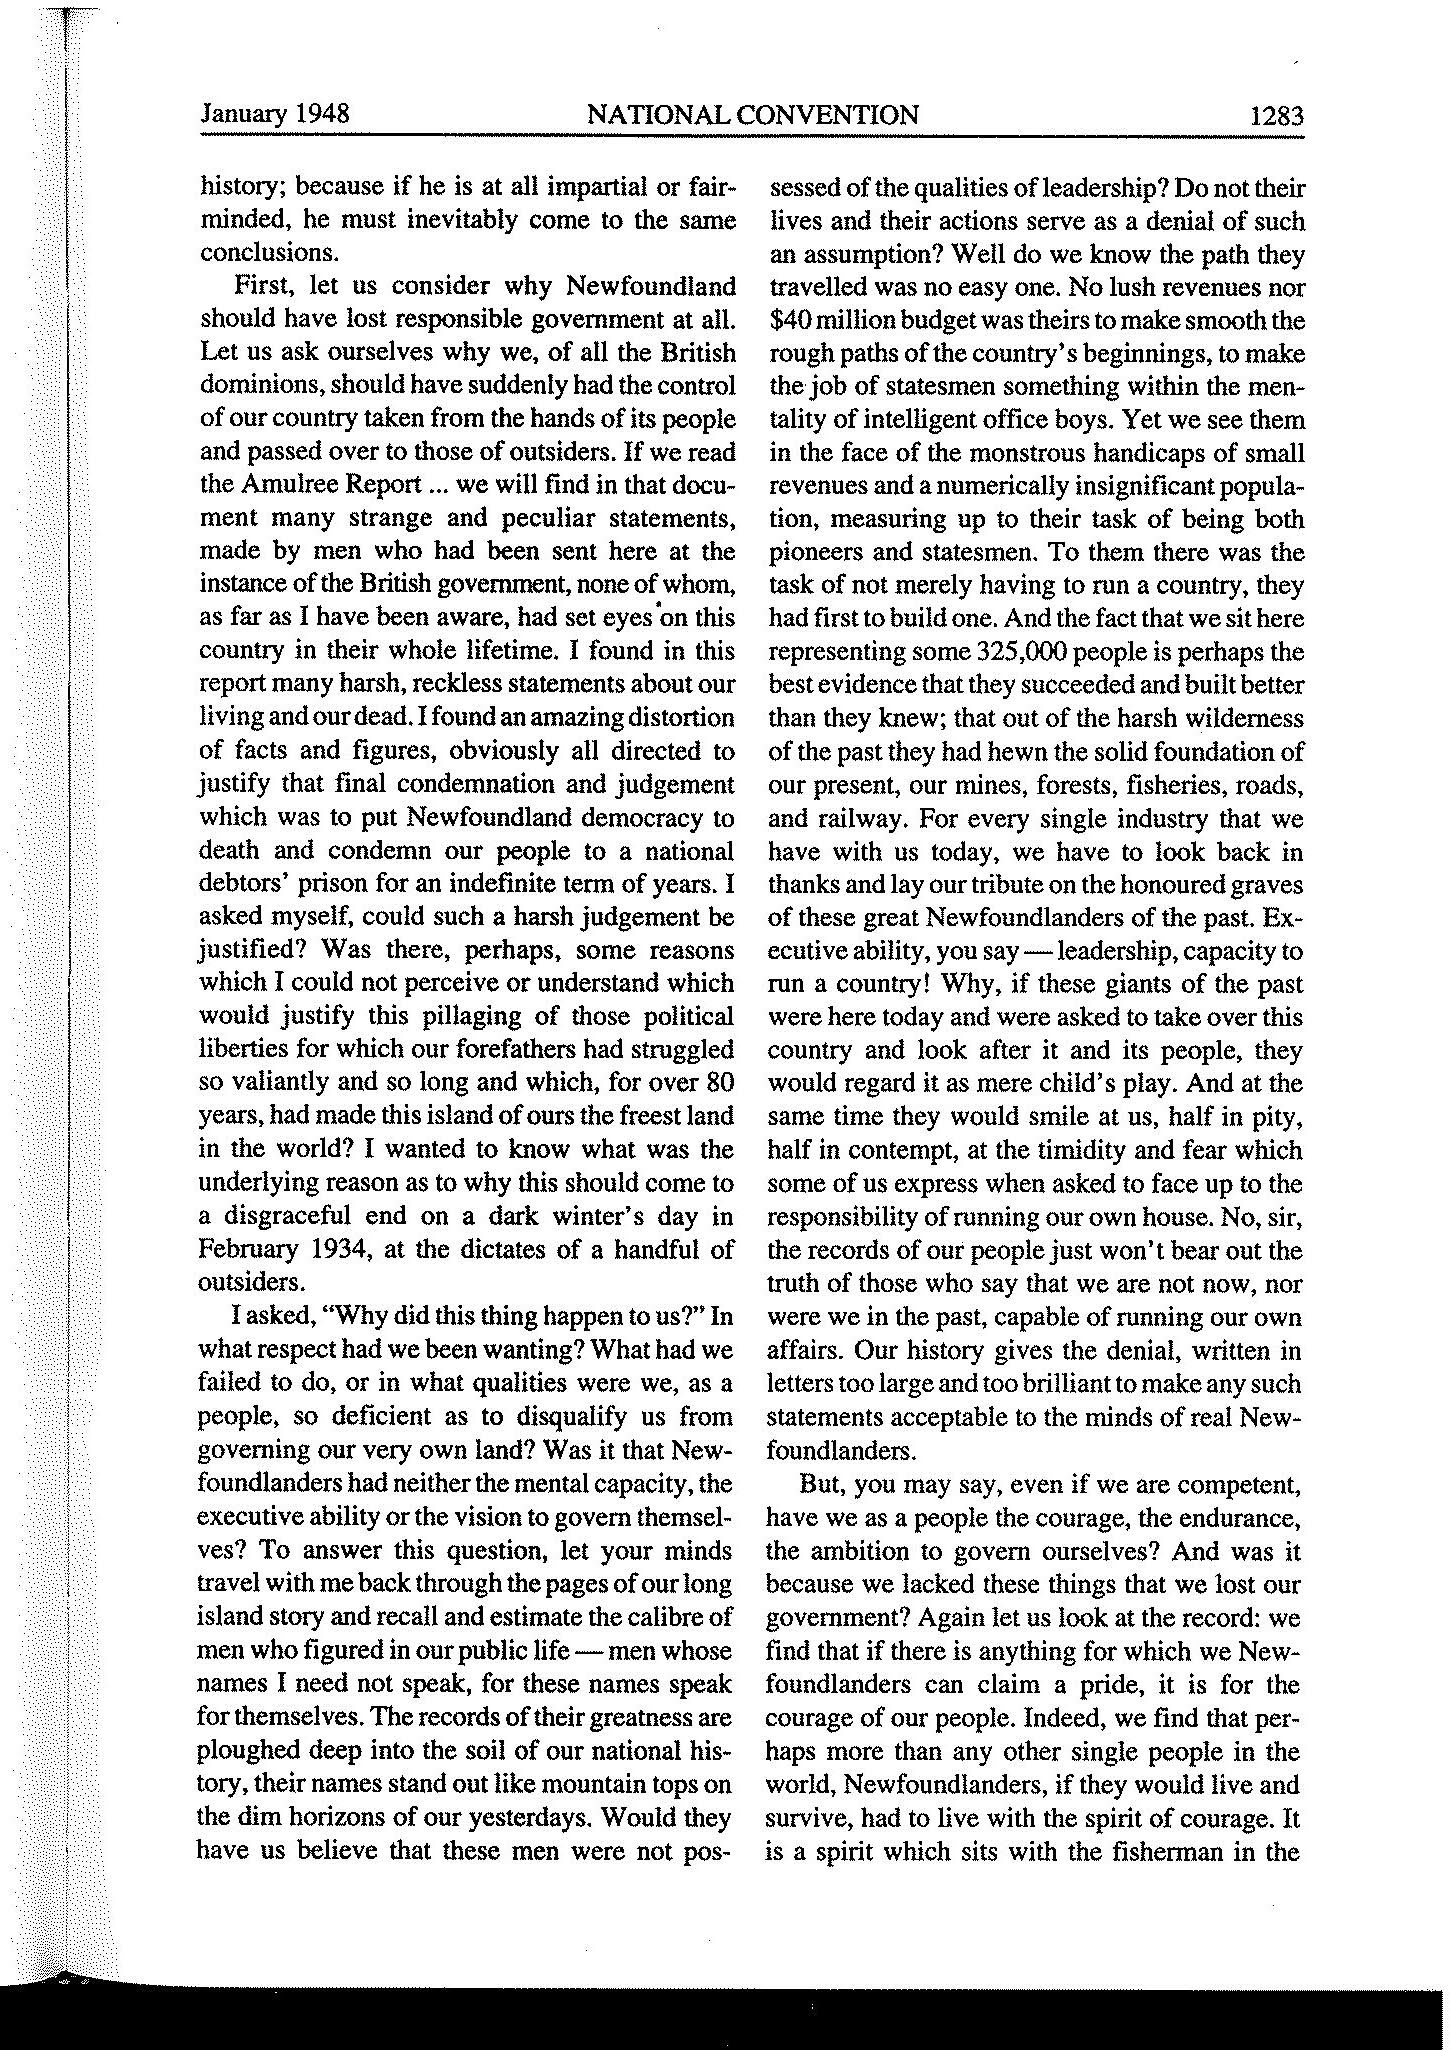 January 1948 NATIONAL CONVENTION 1283
history; because if he is at all impartial or fair-
minded, he must inevitably come to the same
conclusions.
First, let us consider why Newfoundland
should have lost responsible government at all.
Let us ask ourselves why we, of all the British
dominions, should have suddenly had the control
of our country taken from the hands of its people
and passed over to those of outsiders. If we read
the Amulree Report ... we will find in that docu-
ment many strange and peculiar statements,
made by men who had been sent here at the
instance of the British government, none of whom,
as far as I have been aware, had set eyes on this
country in their whole lifetime. I found in this
report many harsh, reckless statements about our
living and our dead. I found an amazing distortion
of facts and figures, obviously all directed to
justify that final condemnation and judgement
which was to put Newfoundland democracy to
death and condemn our people to a national
debtors' prison for an indefinite term of years. I
asked myself, could such a harsh judgement be
justified? Was there, perhaps, some reasons
which I could not perceive or understand which
would justify this pillaging of those political
liberties for which our forefathers had struggled
so valiantly and so long and which, for over 80
years, had made this island of ours the freest land
in the world? I wanted to know what was the
underlying reason as to why this should come to
a disgraceful end on a dark winter's day in
February 1934, at the dictates of a handful of
outsiders.
I asked, "Why did this thing happen to us?" In
what respect had we been wanting? What had we
failed to do, or in what qualities were we, as a
people, so deficient as to disqualify us from
governing our very own land? Was it that New-
foundlanders had neither the mental capacity, the
executive ability or the vision to govern themsel-
ves? To answer this question, let your minds
travel with me back through the pages of our long
island story and recall and estimate the calibre of
men who figured in our public life — men whose
names I need not speak, for these names speak
for themselves. The records of their greatness are
ploughed deep into the soil of our national his-
tory, their names stand out like mountain tops on
the dim horizons of our yesterdays. Would they
have us believe that these men were not pos-
sessed of the qualities of leadership? Do not their
lives and their actions serve as a denial of such
an assumption? Well do we know the path they
travelled was no easy one. No lush revenues nor
$40 million budget was theirs to make smooth the
rough paths of the country's beginnings, to make
the job of statesmen something within the men-
tality of intelligent office boys. Yet we see them
in the face of the monstrous handicaps of small
revenues and a numerically insignificant popula-
tion, measuring up to their task of being both
pioneers and statesmen. To them there was the
task of not merely having to run a country, they
had first to build one. And the fact that we sit here
representing some 325,000 people is perhaps the
best evidence that they succeeded and built better
than they knew; that out of the harsh wilderness
of the past they had hewn the solid foundation of
our present, our mines, forests, fisheries, roads,
and railway. For every single industry that we
have with us today, we have to look back in
thanks and lay our tribute on the honoured graves
of these great Newfoundlanders of the past. Ex-
ecutive ability, you say — leadership, capacity to
run a country! Why, if these giants of the past
were here today and were asked to take over this
country and look after it and its people, they
would regard it as mere child's play. And at the
same time they would smile at us, half in pity,
half in contempt, at the timidity and fear which
some of us express when asked to face up to the
responsibility of running our own house. No, sir,
the records of our people just won't bear out the
truth of those who say that we are not now, nor
were we in the past, capable of running our own
affairs. Our history gives the denial, written in
letters too large and too brilliant to make any such
statements acceptable to the minds of real New-
foundlanders.
But, you may say, even if we are competent,
have we as a people the courage, the endurance,
the ambition to govern ourselves? And was it
because we lacked these things that we lost our
government? Again let us look at the record: we
find that if there is anything for which we New-
foundlanders can claim a pride, it is for the
courage of our people. Indeed, we find that per-
haps more than any other single people in the
world, Newfoundlanders, if they would live and
survive, had to live with the spirit of courage. It
is a spirit which sits with the fisherman in the